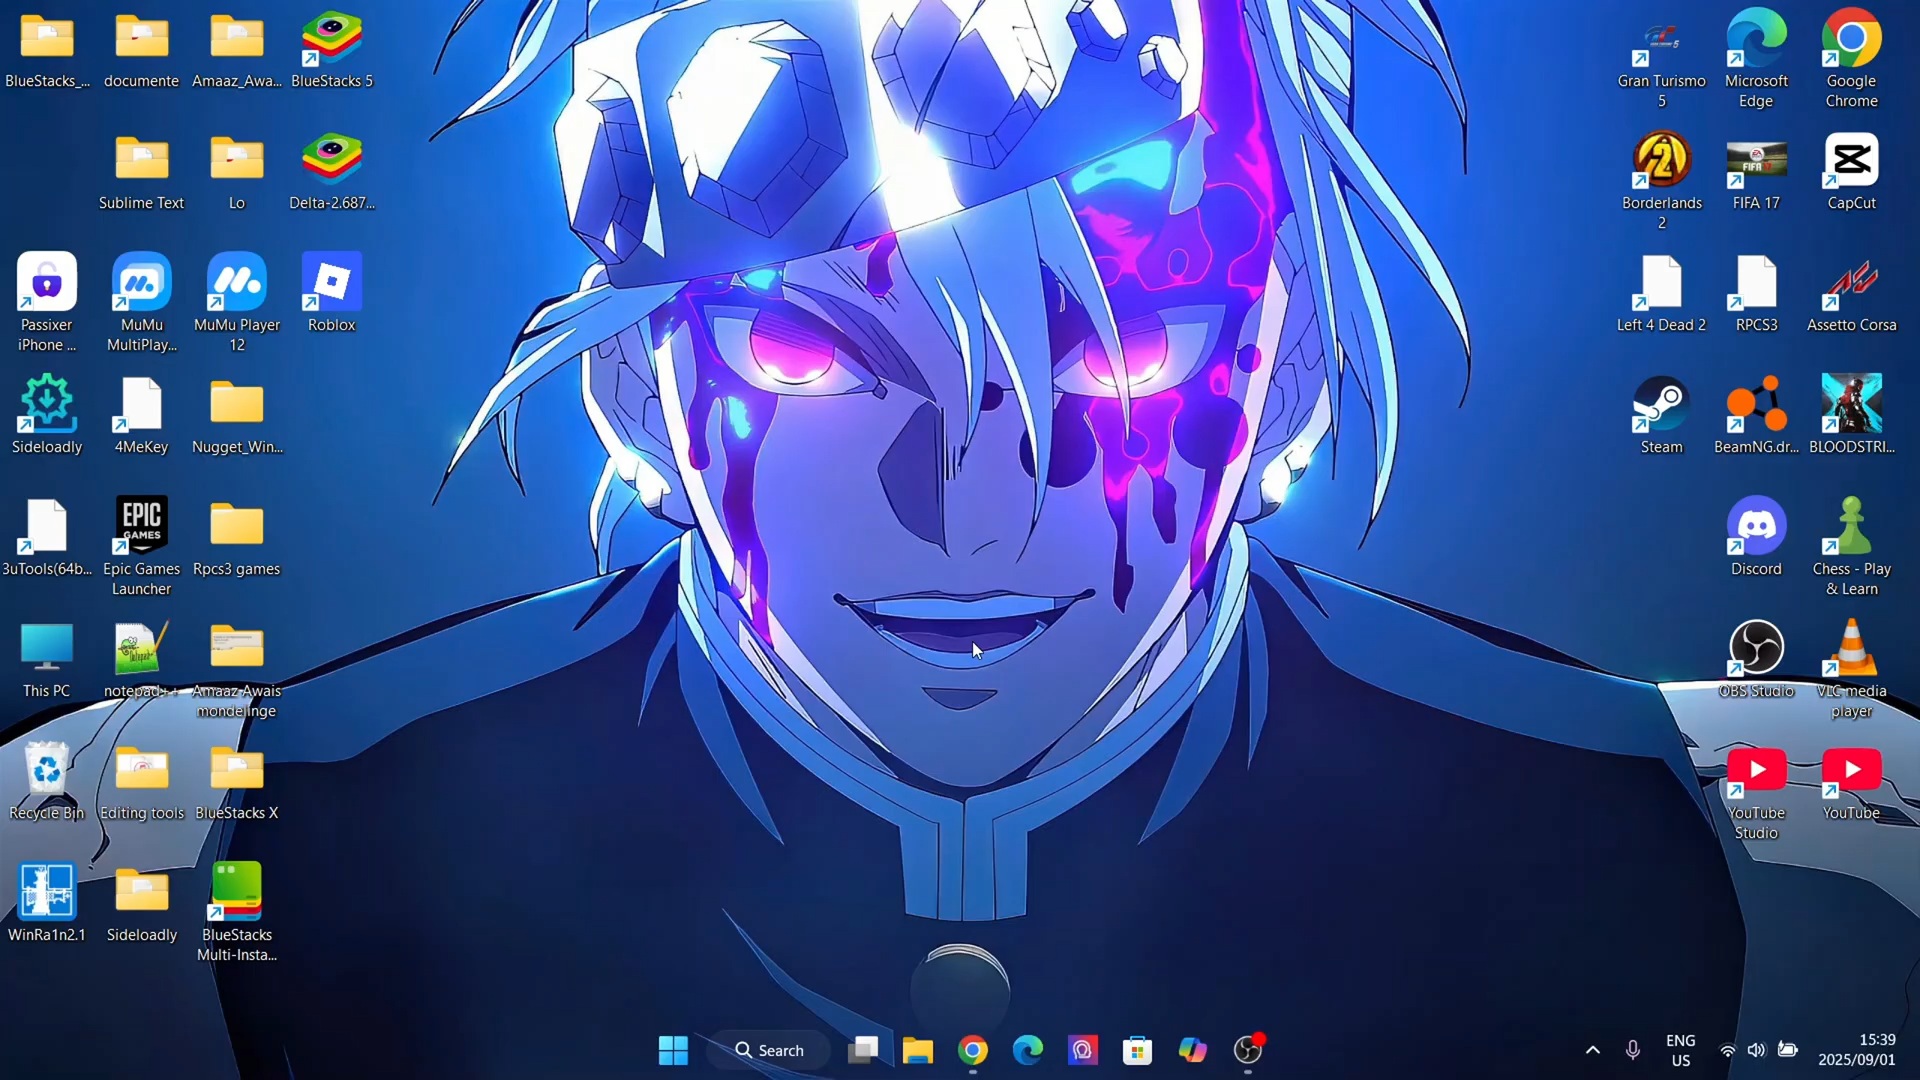 BlueStacks_...
documente
Amaaz_Awa...
BlueStacks 5
Sublime Text
Lo
Delta-2.687...
Passixer
iPhone ...
MuMu
MultiPlay...
MuMu Player
12
Roblox
Sideloadly
4MeKey
Nugget_Win...
3uTools(64b...
EPIC
GAMES
Epic Games
Launcher
Rpcs3 games
This PC
notepad++
Amaaz Awais
mondelinge
Recycle Bin
Editing tools
BlueStacks X
WinRa1n2.1
Sideloadly
BlueStacks
Multi-Insta...
Gran Turismo
5
Microsoft
Edge
Google
Chrome
2
Borderlands
2
FIFA 17
CapCut
Left 4 Dead 2
RPCS3
Assetto Corsa
Steam
BeamNG.dr...
BLOODSTRI...
Discord
Chess - Play
& Learn
OBS Studio
VLC media
player
YouTube
Studio
YouTube
Search
ENG
US
15:39
2025/09/01